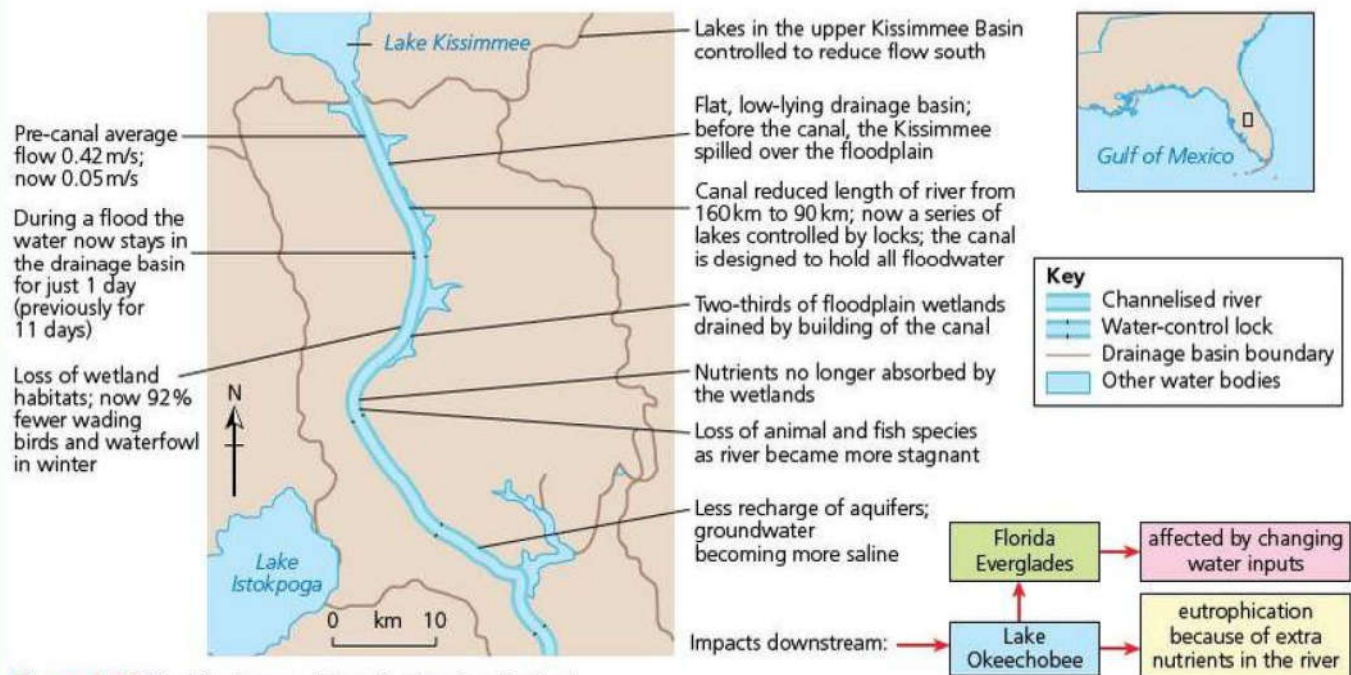 Lake Kissimmee
Lakes in the upper Kissimmee Basin
controlled to reduce flow south
Pre-canal average
flow 0.42 m/s;
now 0.05 m/s
Flat, low-lying drainage basin;
before the canal, the Kissimmee
spilled over the floodplain
During a flood the
water now stays in
the drainage basin
for just 1 day
(previously for
11 days)
Canal reduced length of river from
160 km to 90 km; now a series of
lakes controlled by locks; the canal
is designed to hold all floodwater
Two-thirds of floodplain wetlands
drained by building of the canal
Loss of wetland
habitats; now 92%
fewer wading
birds and waterfowl
in winter
N
Nutrients no longer absorbed by
the wetlands
Loss of animal and fish species
as river became more stagnant
Less recharge of aquifers;
groundwater
becoming more saline
Lake
Istokpoga
0 km 10
Gulf of Mexico
Key
Channelised river
Water-control lock
Drainage basin boundary
Other water bodies
Florida
Everglades
affected by changing
water inputs
Impacts downstream:
Lake
Okeechobee
eutrophication
because of extra
nutrients in the river